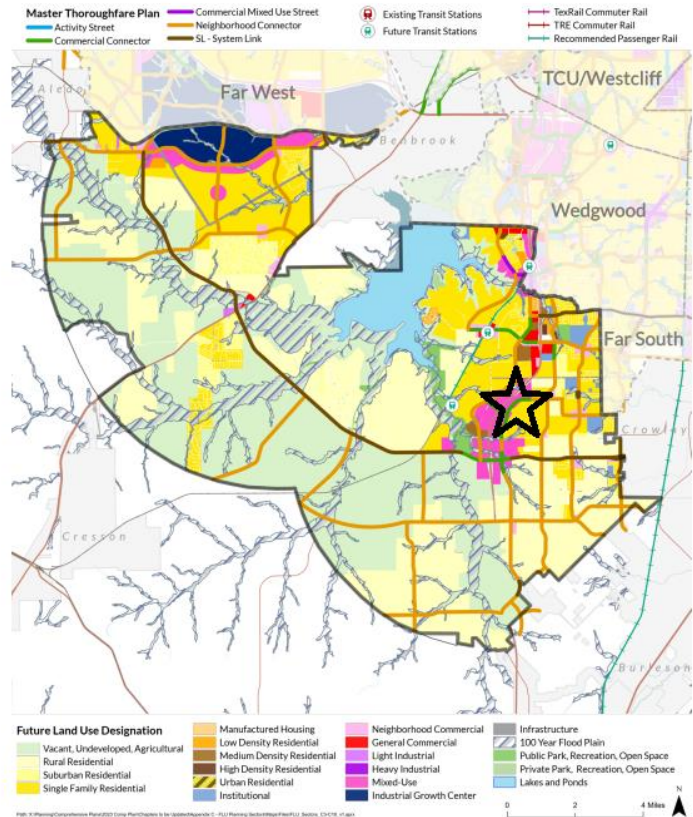 Master Thoroughfare Plan
Activity Street
Commercial Connector
Commercial Mixed Use Street
Neighborhood Connector
SL - System Link
Existing Transit Stations
Future Transit Stations
TexRail Commuter Rail
TRE Commuter Rail
Recommended Passenger Rail
Far West
TCU/Westcliff
Aledo
Benbrook
Wedgwood
Far South
Crowley
Cresson
Burleson
Future Land Use Designation
Vacant, Undeveloped, Agricultural
Rural Residential
Suburban Residential
Single Family Residential
Manufactured Housing
Low Density Residential
Medium Density Residential
High Density Residential
Urban Residential
Institutional
Neighborhood Commercial
General Commercial
Light Industrial
Heavy Industrial
Mixed-Use
Industrial Growth Center
Infrastructure
100 Year Flood Plain
Public Park, Recreation, Open Space
Private Park, Recreation, Open Space
Lakes and Ponds
0 2 4 Miles
N